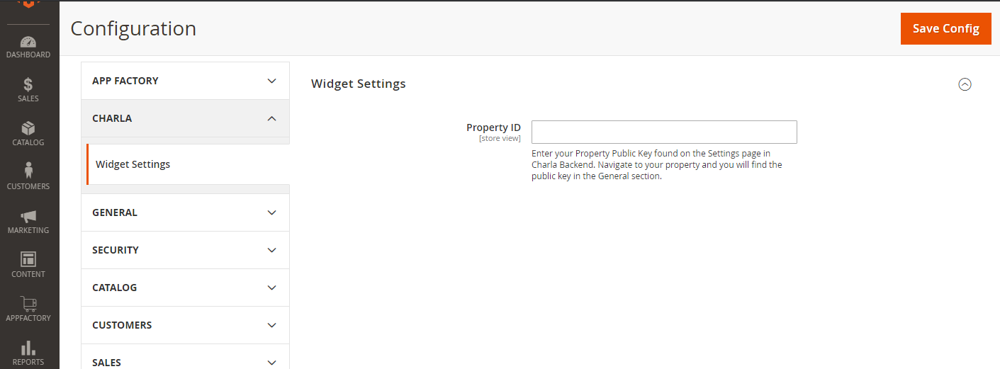 Configuration
Save Config
DASHBOARD
SALES
CATALOG
CUSTOMERS
MARKETING
CONTENT
APPFACTORY
REPORTS
APP FACTORY
CHARLA
Widget Settings
GENERAL
SECURITY
CATALOG
CUSTOMERS
SALES
Widget Settings
Property ID
[store view]
Enter your Property Public Key found on the Settings page in
Charla Backend. Navigate to your property and you will find the
public key in the General section.